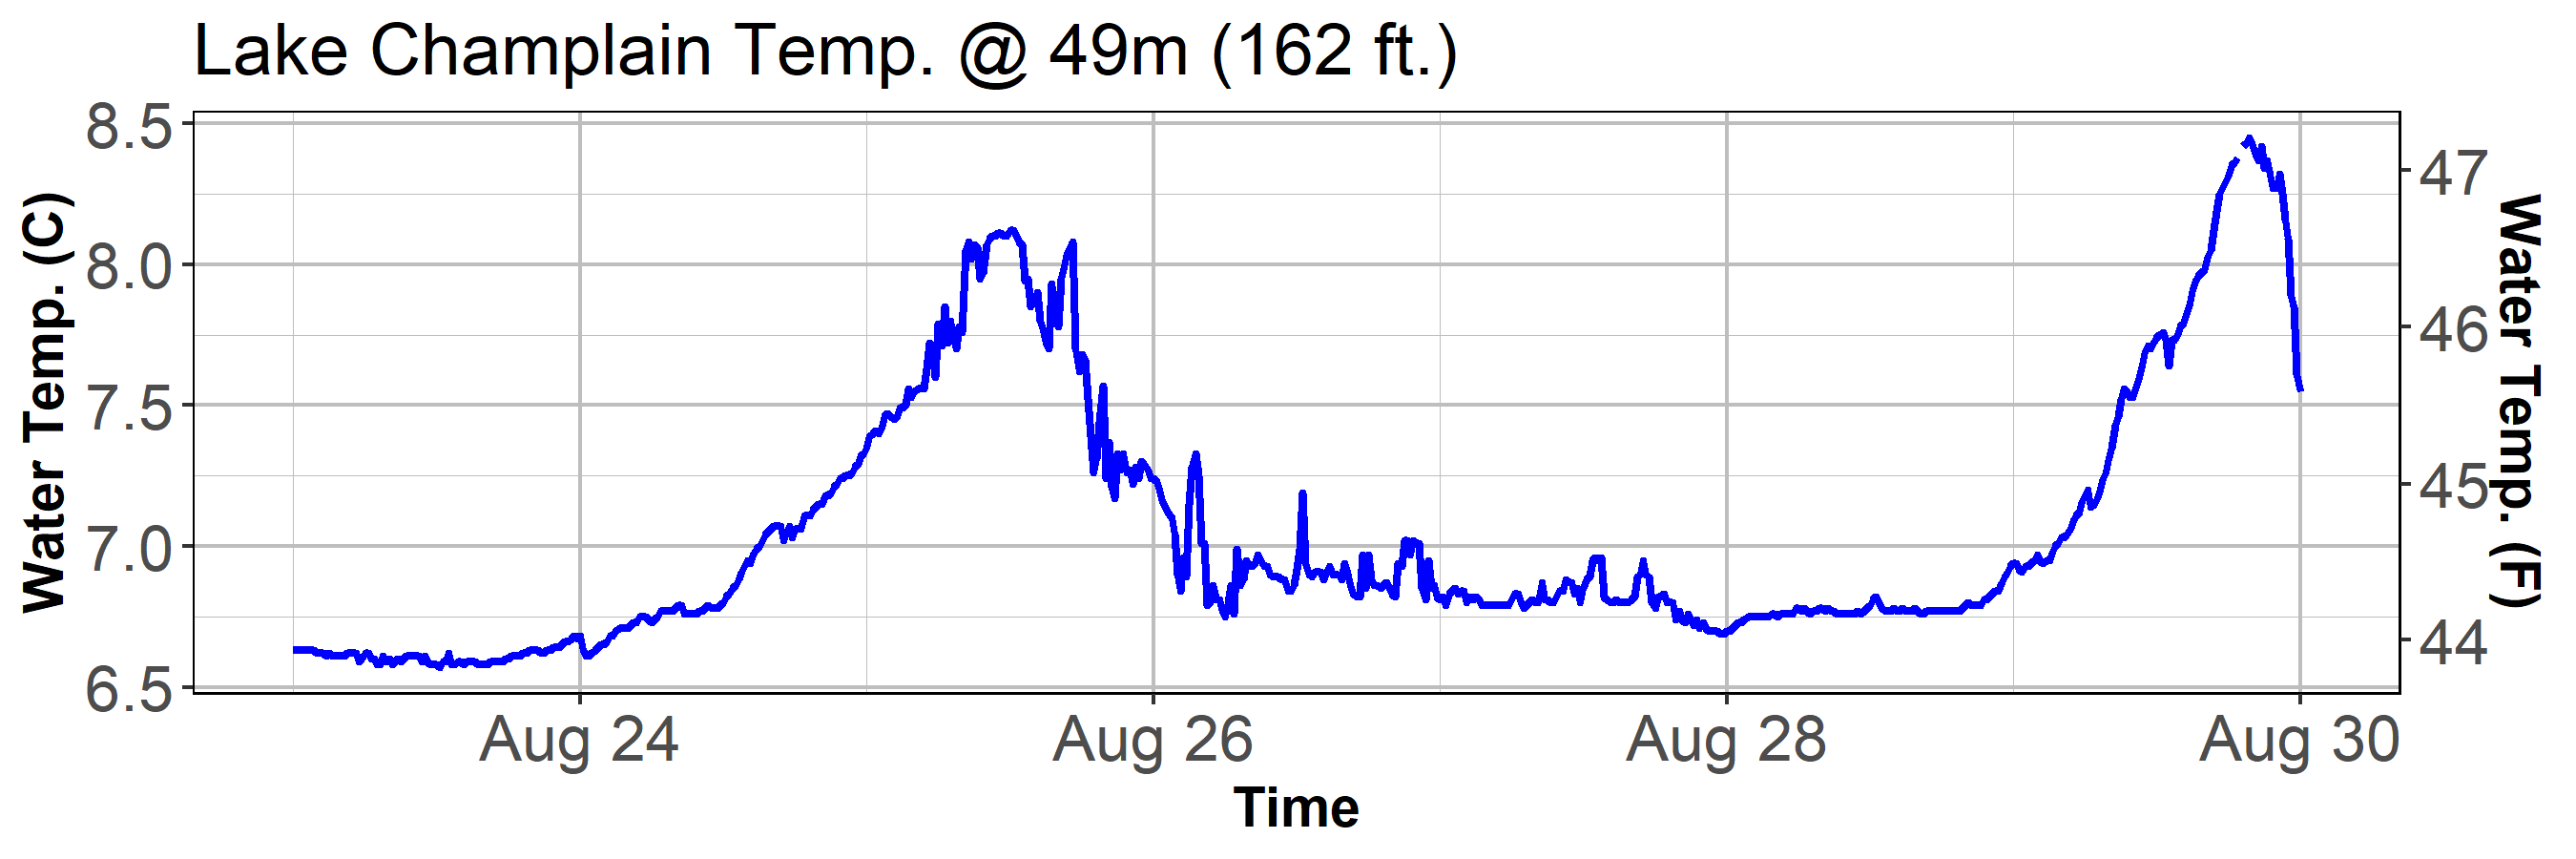 Lake Champlain Temp. @ 49m (162 ft.)
Water Temp. (C)
8.5
8.0
7.5
7.0
6.5
47
46
45
44
Water Temp. (F)
Aug 24
Aug 26
Aug 28
Aug 30
Time